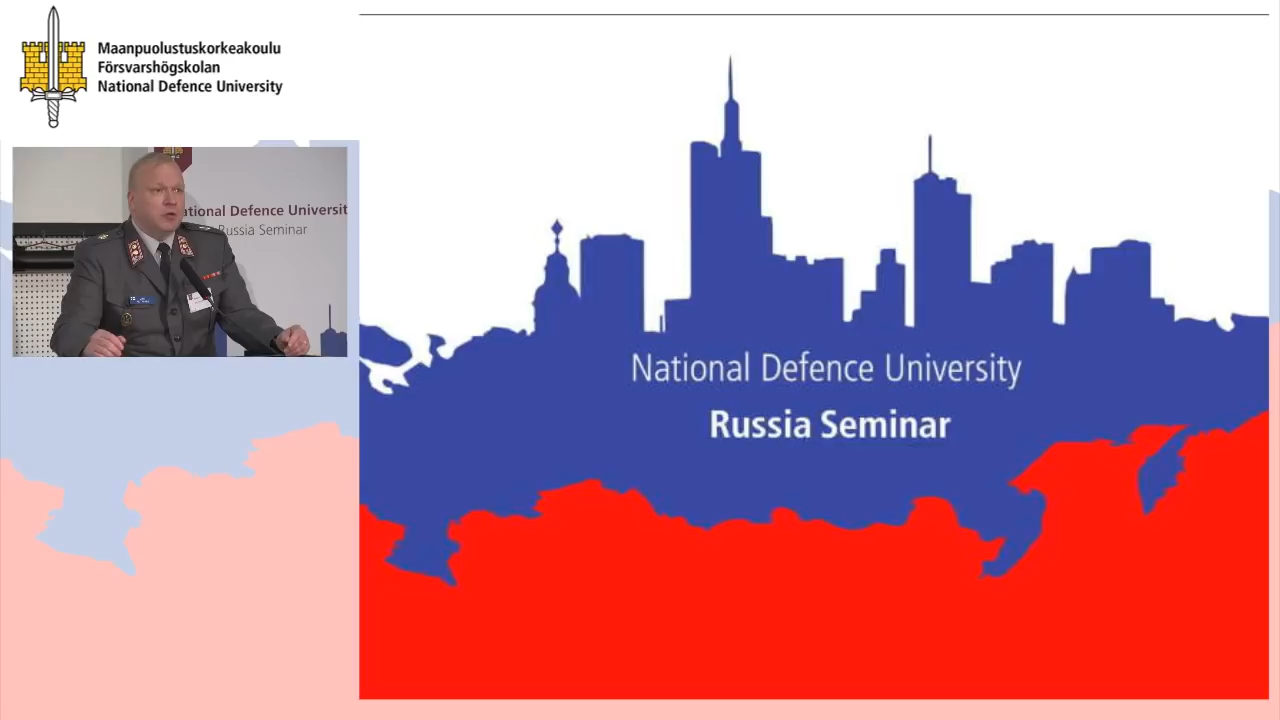 Maanpuolustuskorkeakoulu
Försvarshögskolan
National Defence University
ational Defence Universit
Russia Seminar
National Defence University
Russia Seminar